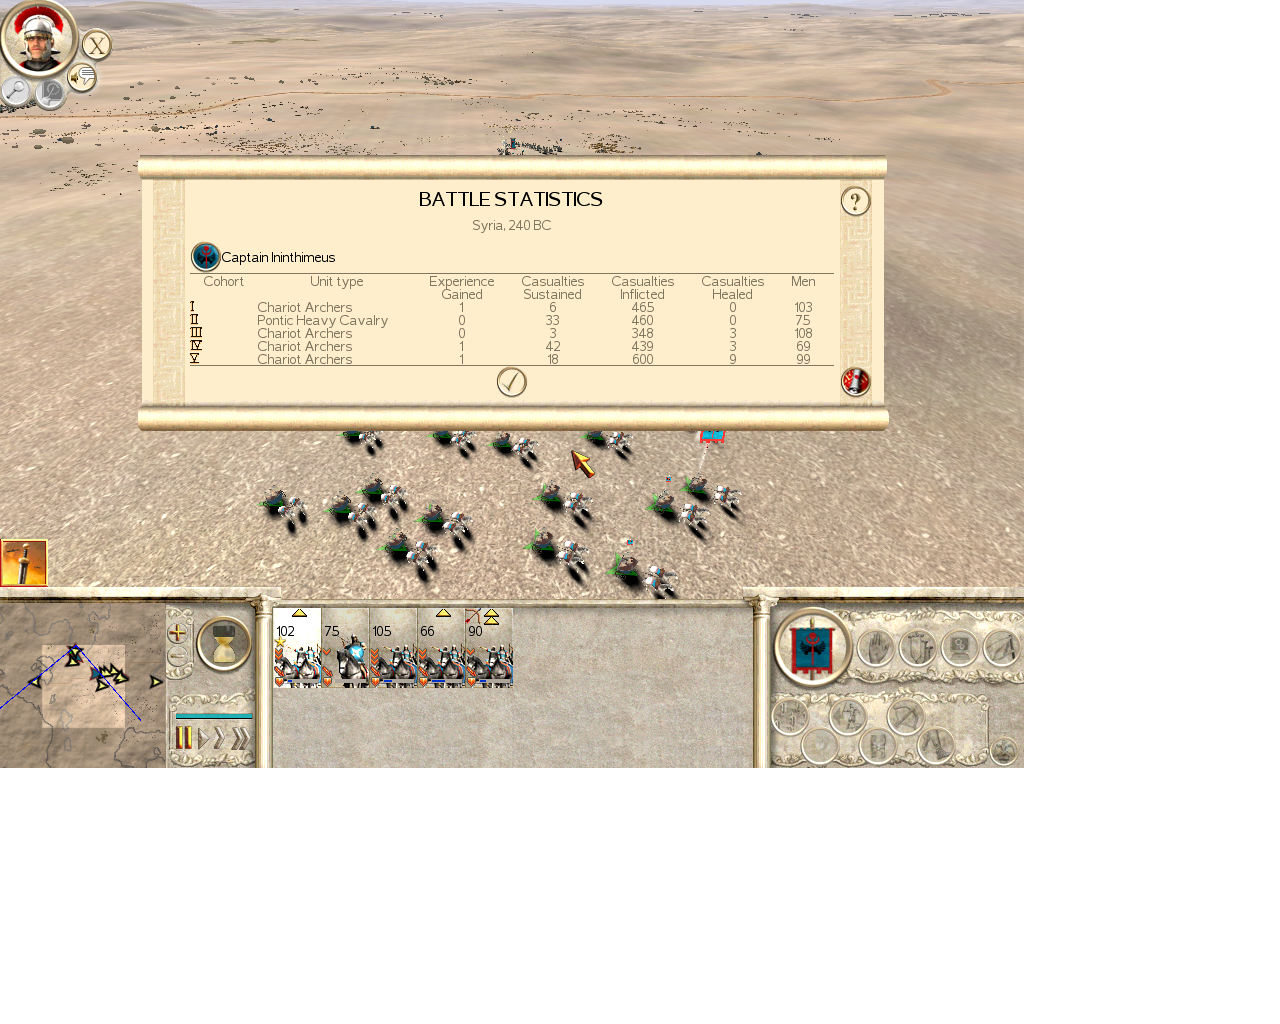 X
BATTLE STATISTICS
Syria, 240 BC
?
Captain Ininthimeus
Cohort Unit type Experience Gained Casualties Sustained Casualties Inflicted Casualties Healed Men
I Chariot Archers 1 6 465 0 103
II Pontic Heavy Cavalry 0 33 460 0 75
III Chariot Archers 0 3 348 3 108
IV Chariot Archers 1 42 439 3 69
V Chariot Archers 1 18 600 9 99
102 75 105 66 90